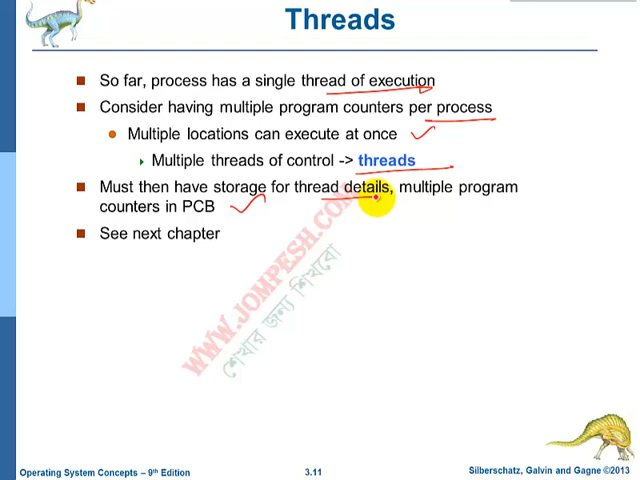 Threads
So far, process has a single thread of execution
Consider having multiple program counters per process
Multiple locations can execute at once
Multiple threads of control -> threads
Must then have storage for thread details, multiple program
counters in PCB
See next chapter
WWW.JOMPESH.COM
শেখার জন্য শিখবো
Operating System Concepts – 9th Edition
3.11
Silberschatz, Galvin and Gagne ©2013